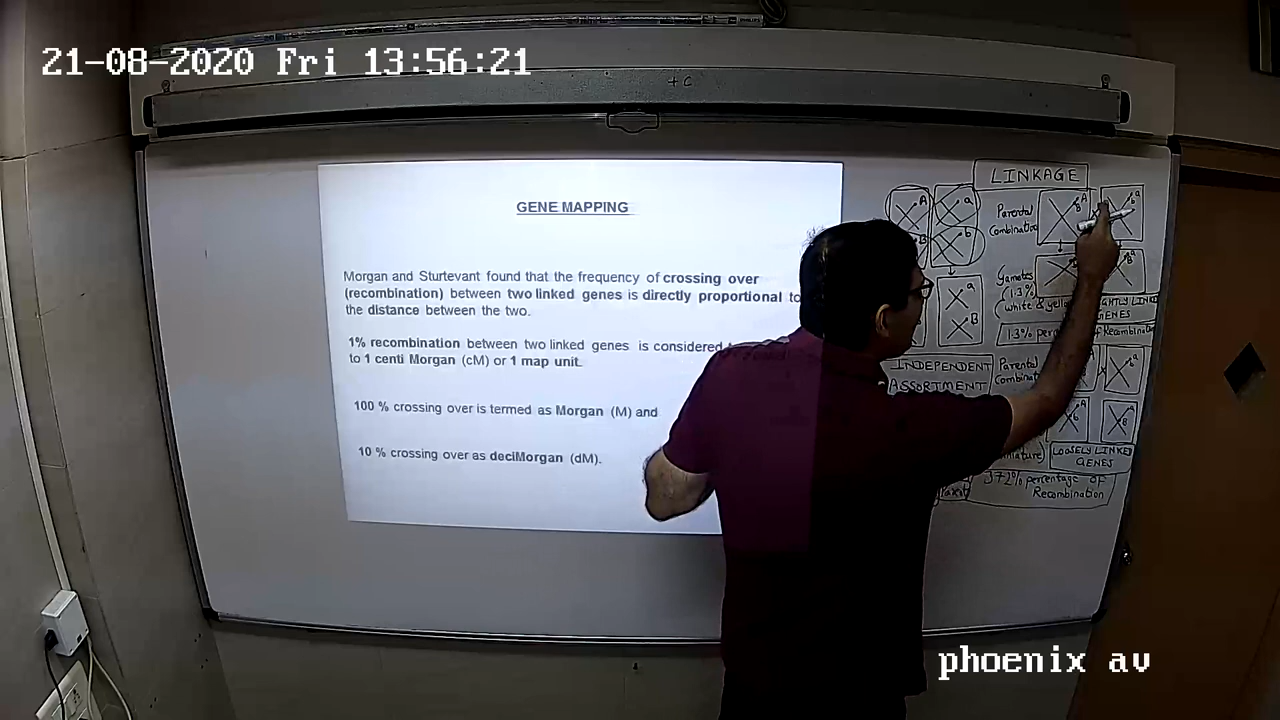 21-08-2020 Fri 13:56:21
+C
GENE MAPPING
Morgan and Sturtevant found that the frequency of crossing over
(recombination) between two linked genes is directly proportional to
the distance between the two.
1% recombination between two linked genes is considered
to 1 centi Morgan (cM) or 1 map unit.
100 % crossing over is termed as Morgan (M) and
10 % crossing over as deciMorgan (dM).
LINKAGE
A a
B b
Parental
Combination
Gametes
(1.3%)
(white &
GENES
1.3%
of Recombination
a
b
INDEPENDENT
ASSORTMENT
Parental
LOOSELY LINKED
GENES
37.2% percentage of
Recombination
phoenix av